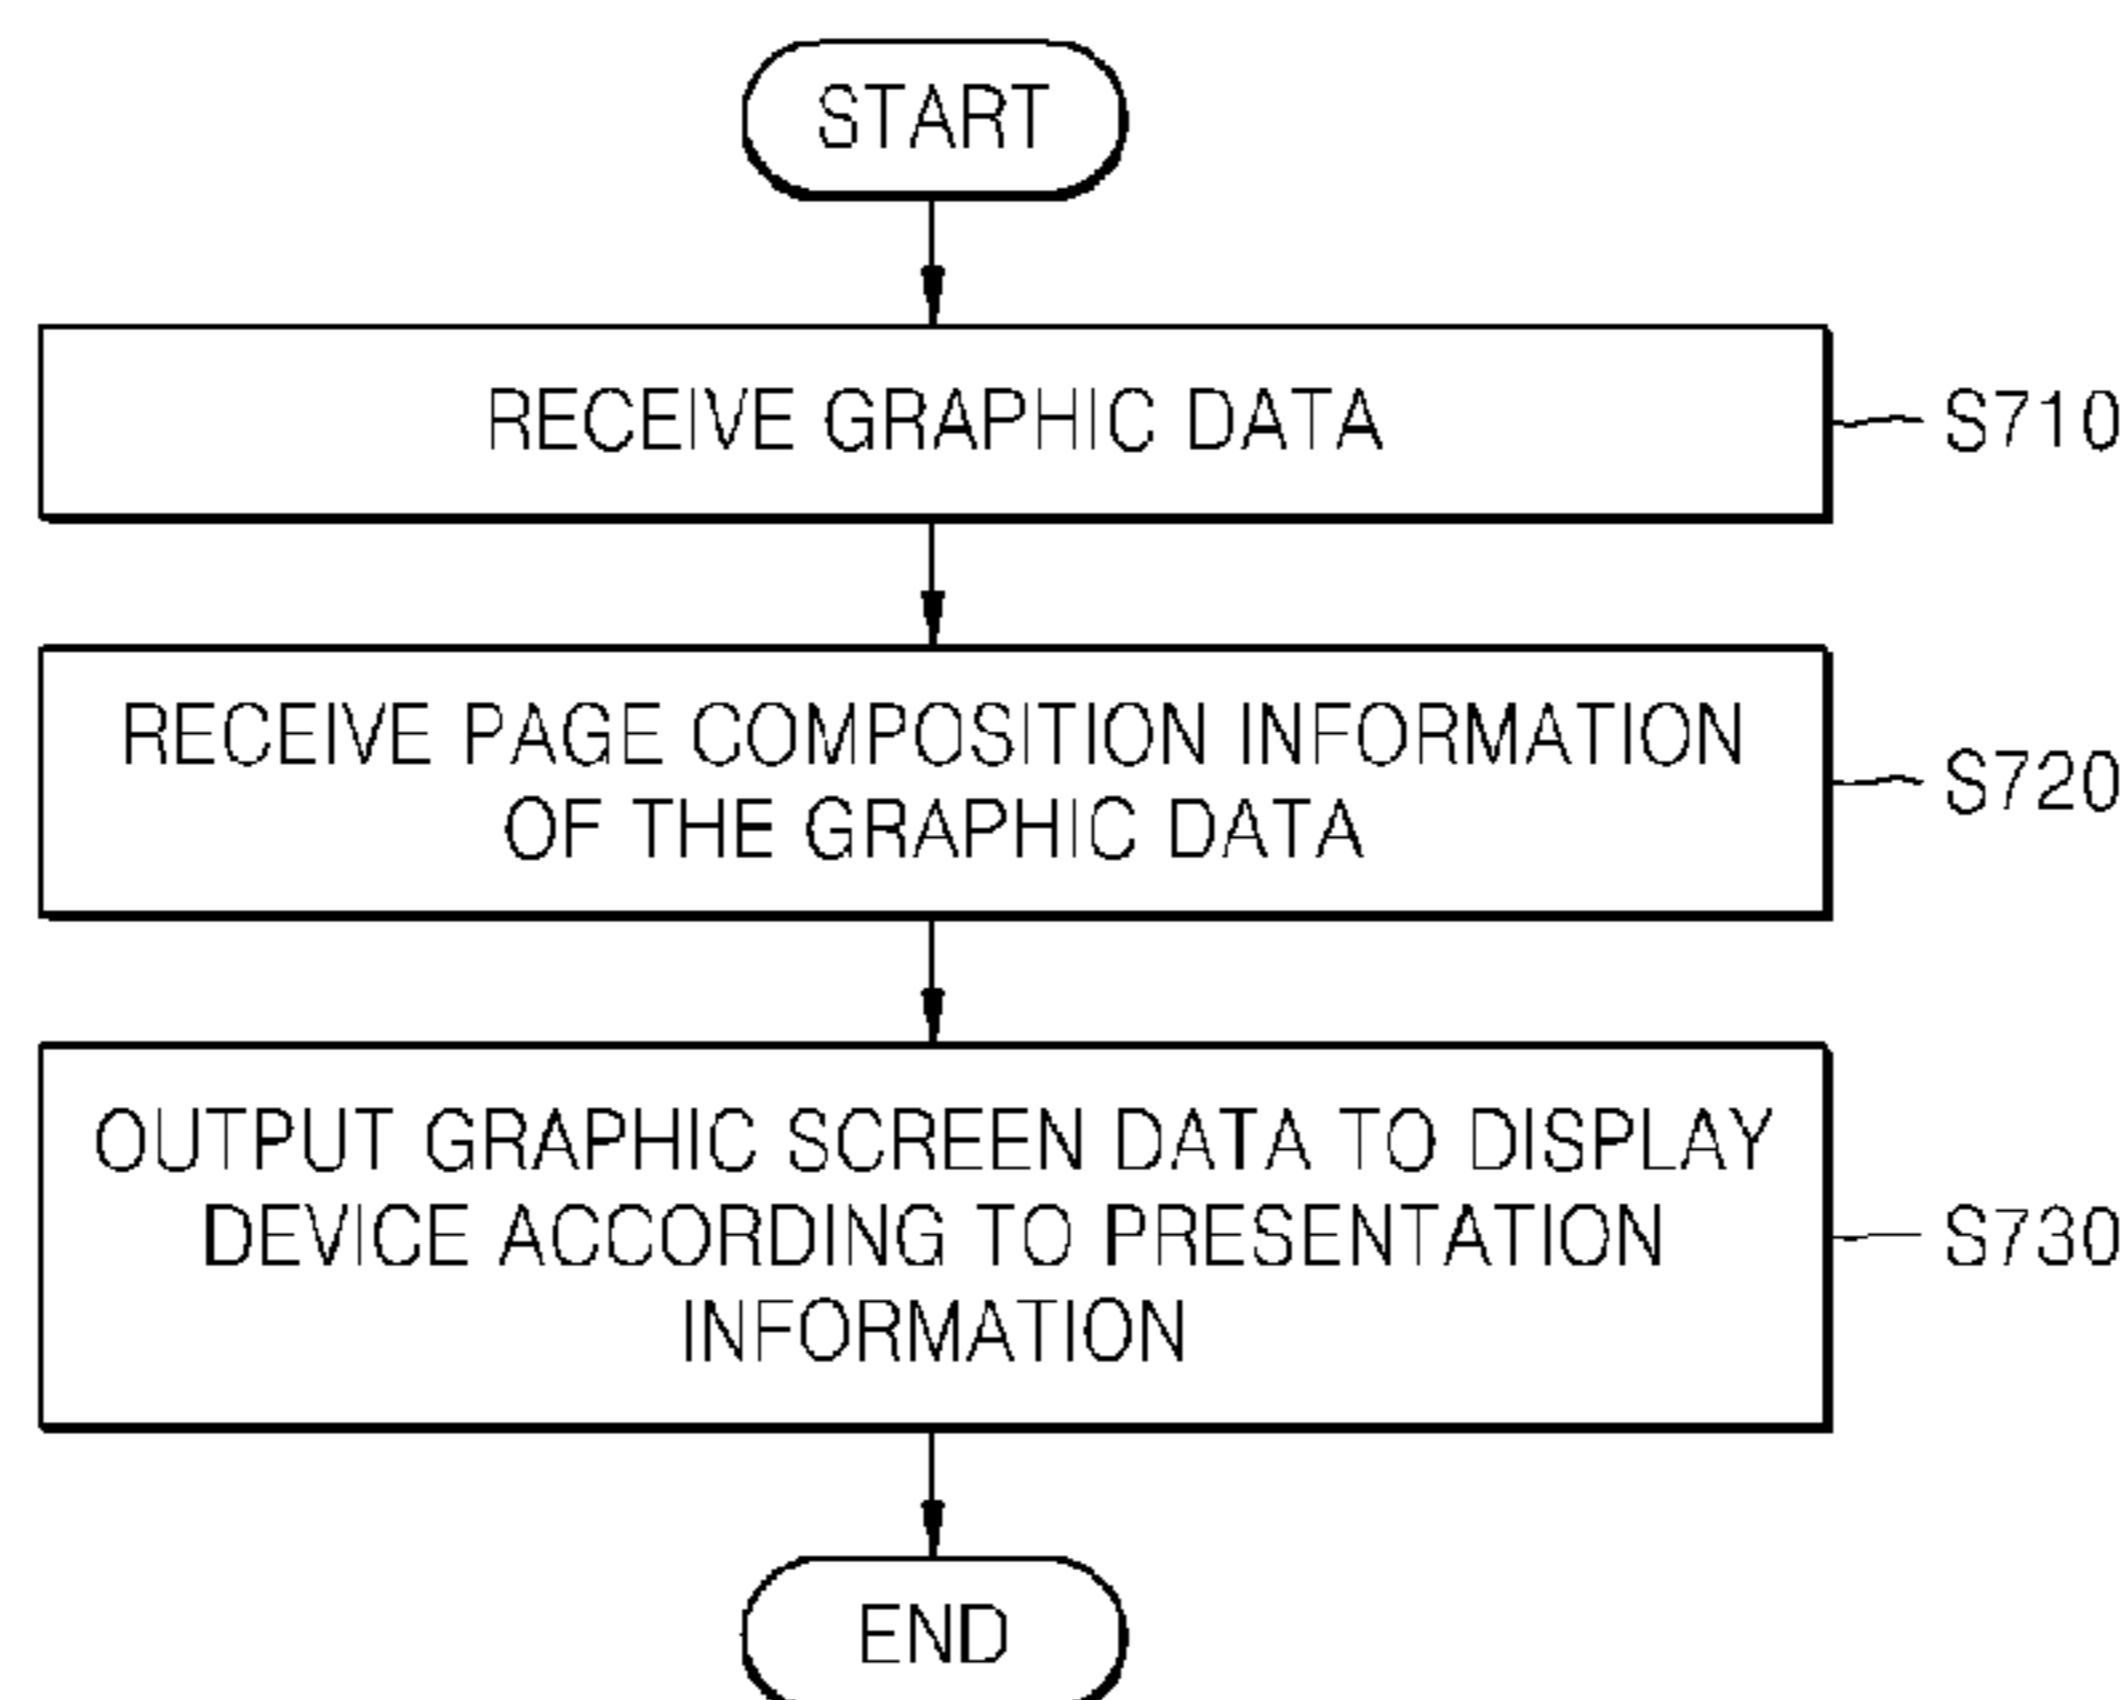 START
RECEIVE GRAPHIC DATA
S710
RECEIVE PAGE COMPOSITION INFORMATION
OF THE GRAPHIC DATA
S720
OUTPUT GRAPHIC SCREEN DATA TO DISPLAY
DEVICE ACCORDING TO PRESENTATION
INFORMATION
S730
END